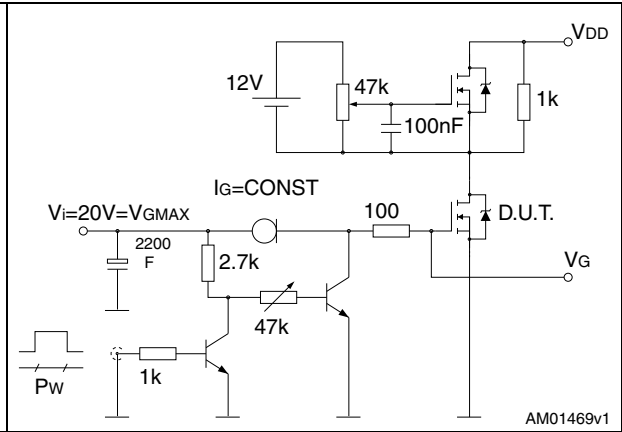 VDD
12V
47k
1k
100nF
IG=CONST
Vi=20V=VGMAX
100
D.U.T.
2200
F
2.7k
VG
47k
1k
PW
AM01469v1